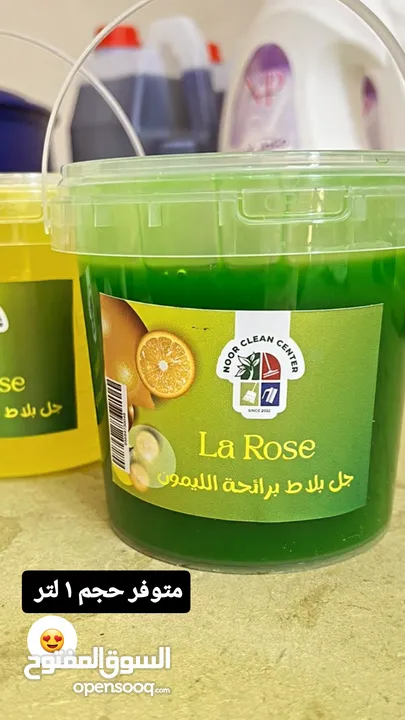 NOOR CLEAN CENTER
SINCE 2022
La Rose
جل بلاط برائحة الليمون
Rose
جل بلاط
متوفر حجم ١ لتر
السوق المفتوح
opensooq.com